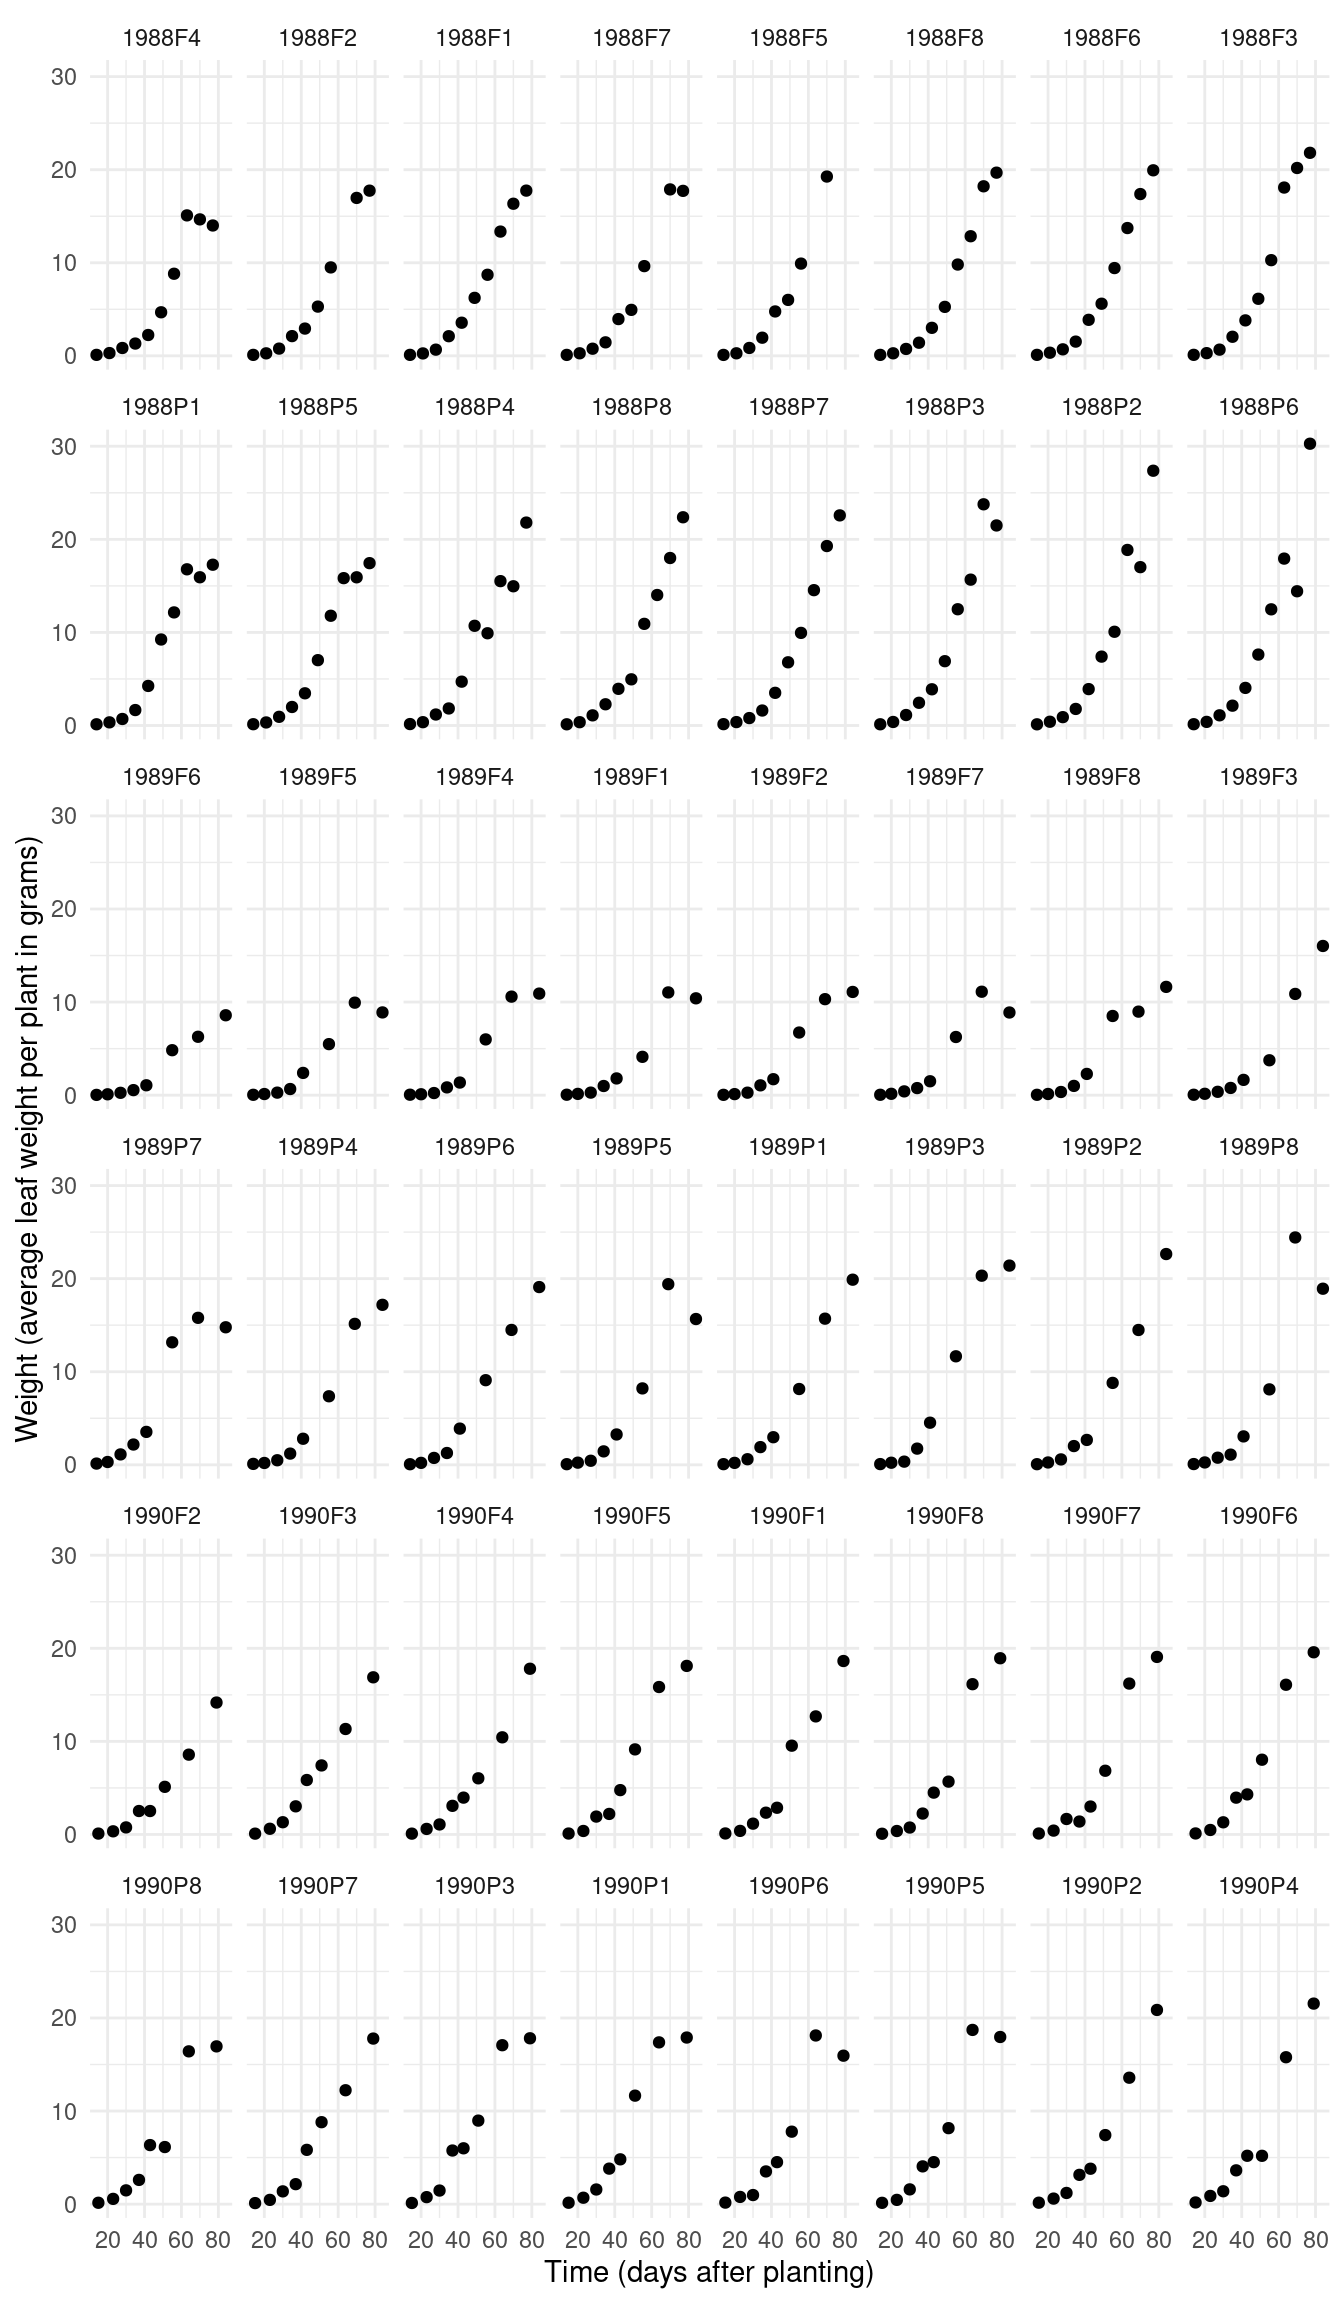 1988F4 1988F2 1988F1 1988F7 1988F5 1988F8 1988F6 1988F3
30
20
10
0
1988P1 1988P5 1988P4 1988P8 1988P7 1988P3 1988P2 1988P6
30
20
10
0
1989F6 1989F5 1989F4 1989F1 1989F2 1989F7 1989F8 1989F3
30
20
10
0
Weight (average leaf weight per plant in grams)
1989P7 1989P4 1989P6 1989P5 1989P1 1989P3 1989P2 1989P8
30
20
10
0
1990F2 1990F3 1990F4 1990F5 1990F1 1990F8 1990F7 1990F6
30
20
10
0
1990P8 1990P7 1990P3 1990P1 1990P6 1990P5 1990P2 1990P4
30
20
10
0
20 40 60 80 20 40 60 80 20 40 60 80 20 40 60 80 20 40 60 80 20 40 60 80 20 40 60 80 20 40 60 80
Time (days after planting)